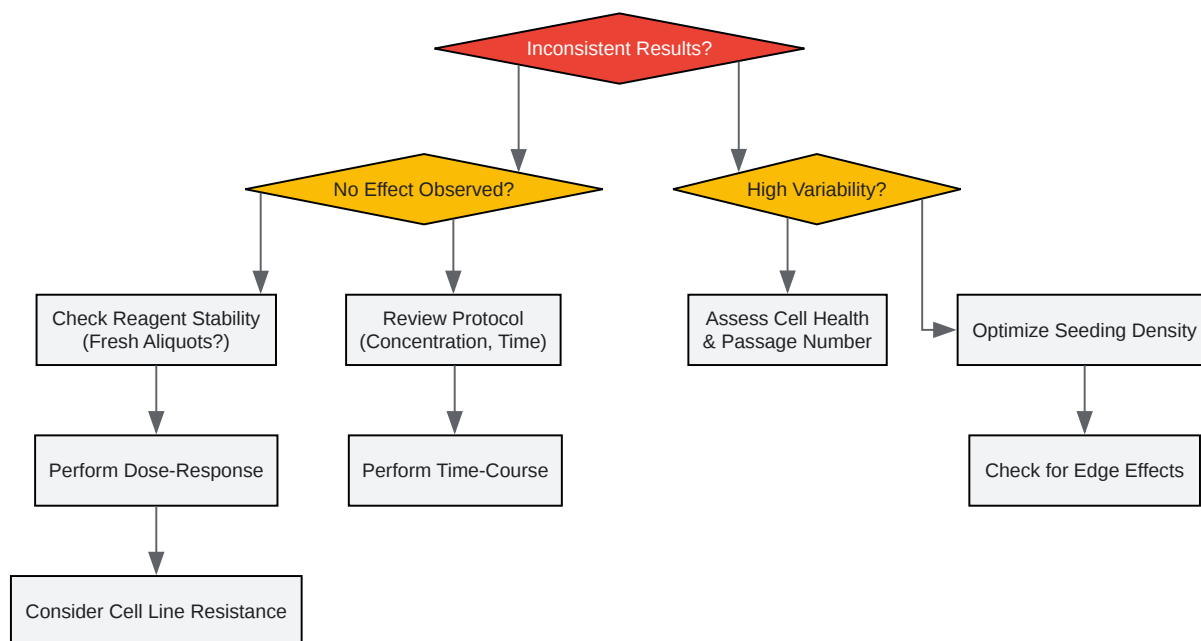 Inconsistent Results?
No Effect Observed?
High Variability?
Check Reagent Stability
(Fresh Aliquots?)
Review Protocol
(Concentration, Time)
Assess Cell Health
& Passage Number
Optimize Seeding Density
Perform Dose-Response
Perform Time-Course
Check for Edge Effects
Consider Cell Line Resistance